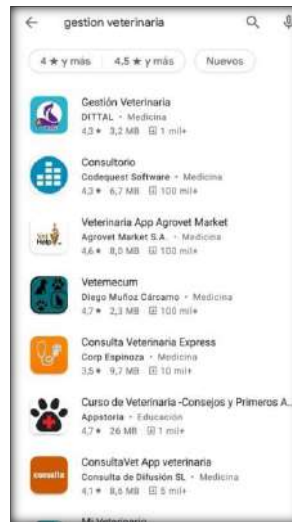 gestion veterinaria
4 ★ y más
4,5 ★ y más
Nuevos
Gestión Veterinaria
DITTAL • Medicina
4,3 ★ 3,2 MB 1 mil+
Consultorio
Codequest Software • Medicina
4,3 ★ 6,7 MB 100 mil+
Veterinaria App Agrovet Market
Agrovet Market S.A. • Medicina
4,6 ★ 8,0 MB 100 mil+
Vetemecum
Diego Muñoz Cárcamo • Medicina
4,7 ★ 2,3 MB 100 mil+
Consulta Veterinaria Express
Corp Espinoza • Medicina
3,5 ★ 9,7 MB 10 mil+
Curso de Veterinaria -Consejos y Primeros A...
Appstoria • Educación
4,7 ★ 26 MB 1 mil+
consulta
ConsultaVet App veterinaria
Consulta de Difusión SL • Medicina
4,1 ★ 8,6 MB 5 mil+
Mi Veterinario